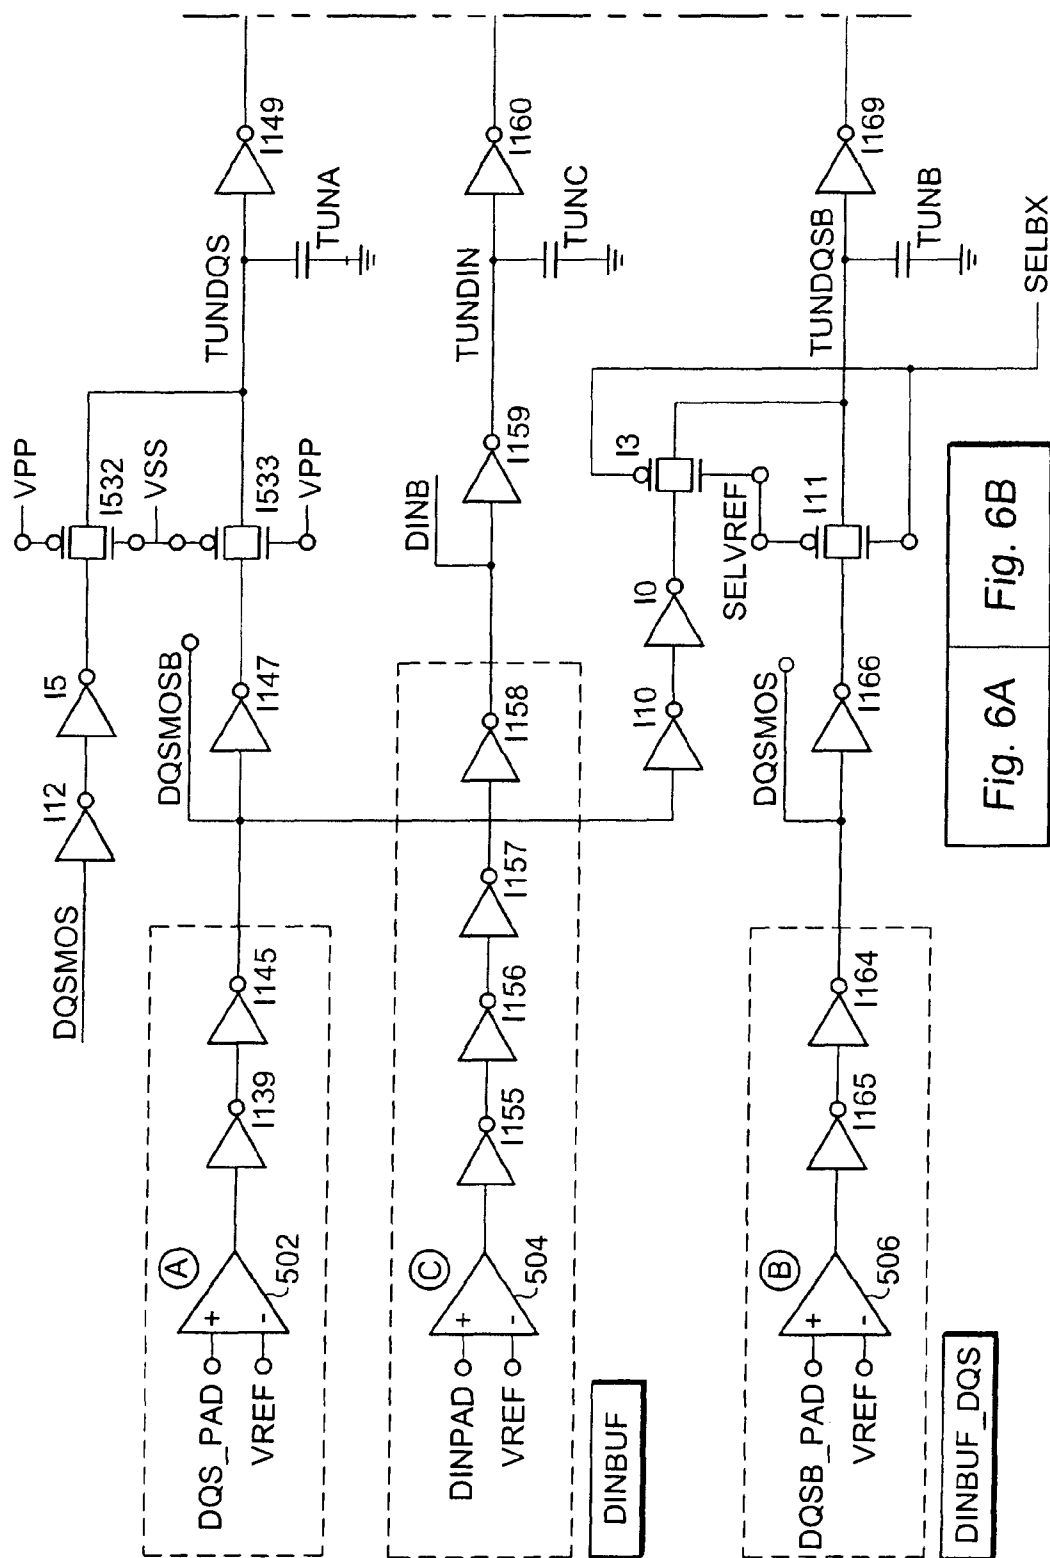 DQSMOS
I12
I5
VPP
I532
VSS
I533
VPP
A
DQS_PAD
+
VREF
-
502
I139
I145
DQSMOSB
I147
TUNDQS
TUNA
I149
C
DINPAD
+
VREF
-
504
I155
I156
I157
I158
DINB
I159
TUNDIN
TUNC
I160
DINBUF
I10
I0
I3
SELVREF
B
DQSB_PAD
+
VREF
-
506
I165
I164
DQSMOS
I166
I11
TUNDQSB
TUNB
I169
SELBX
DINBUF_DQS
Fig. 6A
Fig. 6B